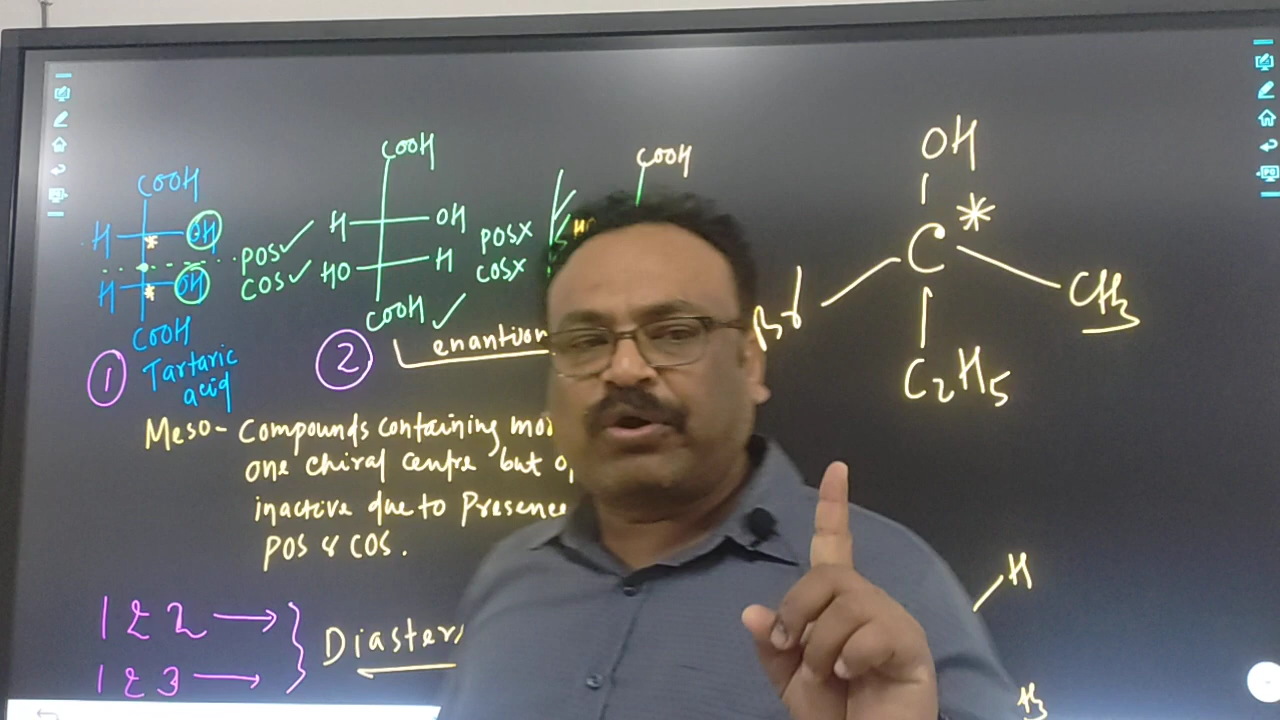 COOH
H OH
*
H OH
*
COOH
1 Tartaric
acid
POS ✓
COS ✓
COOH
H OH
HO H
COOH ✓
2
POS x
COS x
COOH
OH
C *
Br
CH3
C2H5
Meso - Compounds containing
one chiral centre but
inactive due to Presence
POS & COS.
1 & 2 →
1 & 3 →
H